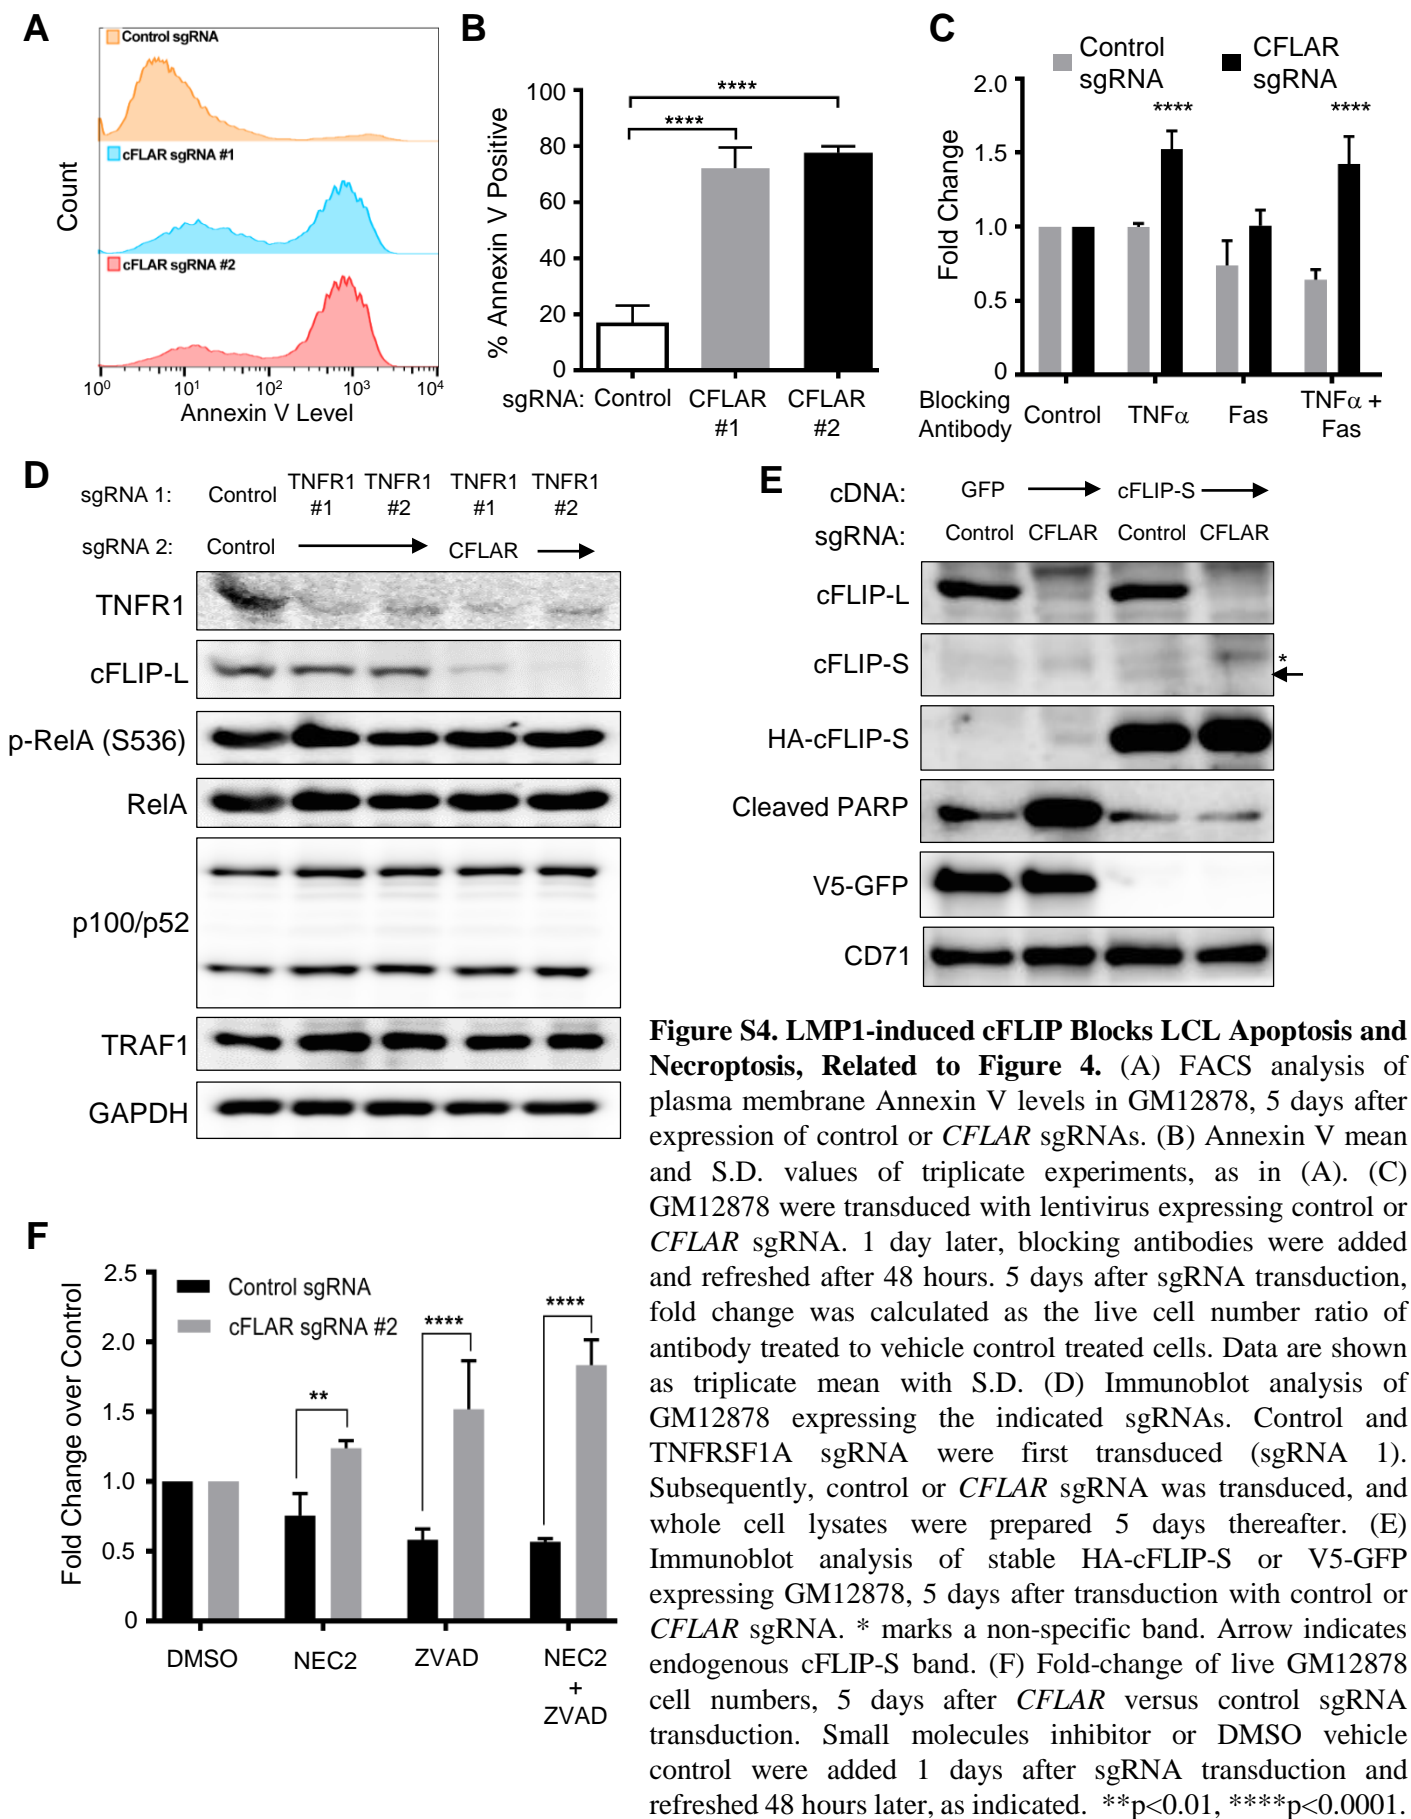 A
Control sgRNA
cFLAR sgRNA #1
cFLAR sgRNA #2
Count
10⁰ 10¹ 10² 10³ 10⁴
Annexin V Level
B
% Annexin V Positive
100
80
60
40
20
0
****
****
sgRNA: Control CFLAR #1 CFLAR #2
C
Control sgRNA
CFLAR sgRNA
Fold Change
2.0
1.5
1.0
0.5
0
**** ****
Blocking Antibody Control TNFα Fas TNFα + Fas
D
sgRNA 1: Control TNFR1 #1 TNFR1 #2 TNFR1 #1 TNFR1 #2
sgRNA 2: Control CFLAR
TNFR1
cFLIP-L
p-RelA (S536)
RelA
p100/p52
TRAF1
GAPDH
E
cDNA: GFP cFLIP-S
sgRNA: Control CFLAR Control CFLAR
cFLIP-L
cFLIP-S
*
HA-cFLIP-S
Cleaved PARP
V5-GFP
CD71
F
Fold Change over Control
2.5
2.0
1.5
1.0
0.5
0
Control sgRNA
cFLAR sgRNA #2
** **** ****
DMSO NEC2 ZVAD NEC2 + ZVAD
Figure S4. LMP1-induced cFLIP Blocks LCL Apoptosis and
Necroptosis, Related to Figure 4. (A) FACS analysis of
plasma membrane Annexin V levels in GM12878, 5 days after
expression of control or CFLAR sgRNAs. (B) Annexin V mean
and S.D. values of triplicate experiments, as in (A). (C)
GM12878 were transduced with lentivirus expressing control or
CFLAR sgRNA. 1 day later, blocking antibodies were added
and refreshed after 48 hours. 5 days after sgRNA transduction,
fold change was calculated as the live cell number ratio of
antibody treated to vehicle control treated cells. Data are shown
as triplicate mean with S.D. (D) Immunoblot analysis of
GM12878 expressing the indicated sgRNAs. Control and
TNFRSF1A sgRNA were first transduced (sgRNA 1).
Subsequently, control or CFLAR sgRNA was transduced, and
whole cell lysates were prepared 5 days thereafter. (E)
Immunoblot analysis of stable HA-cFLIP-S or V5-GFP
expressing GM12878, 5 days after transduction with control or
CFLAR sgRNA. * marks a non-specific band. Arrow indicates
endogenous cFLIP-S band. (F) Fold-change of live GM12878
cell numbers, 5 days after CFLAR versus control sgRNA
transduction. Small molecules inhibitor or DMSO vehicle
control were added 1 days after sgRNA transduction and
refreshed 48 hours later, as indicated. **p<0.01, ****p<0.0001.